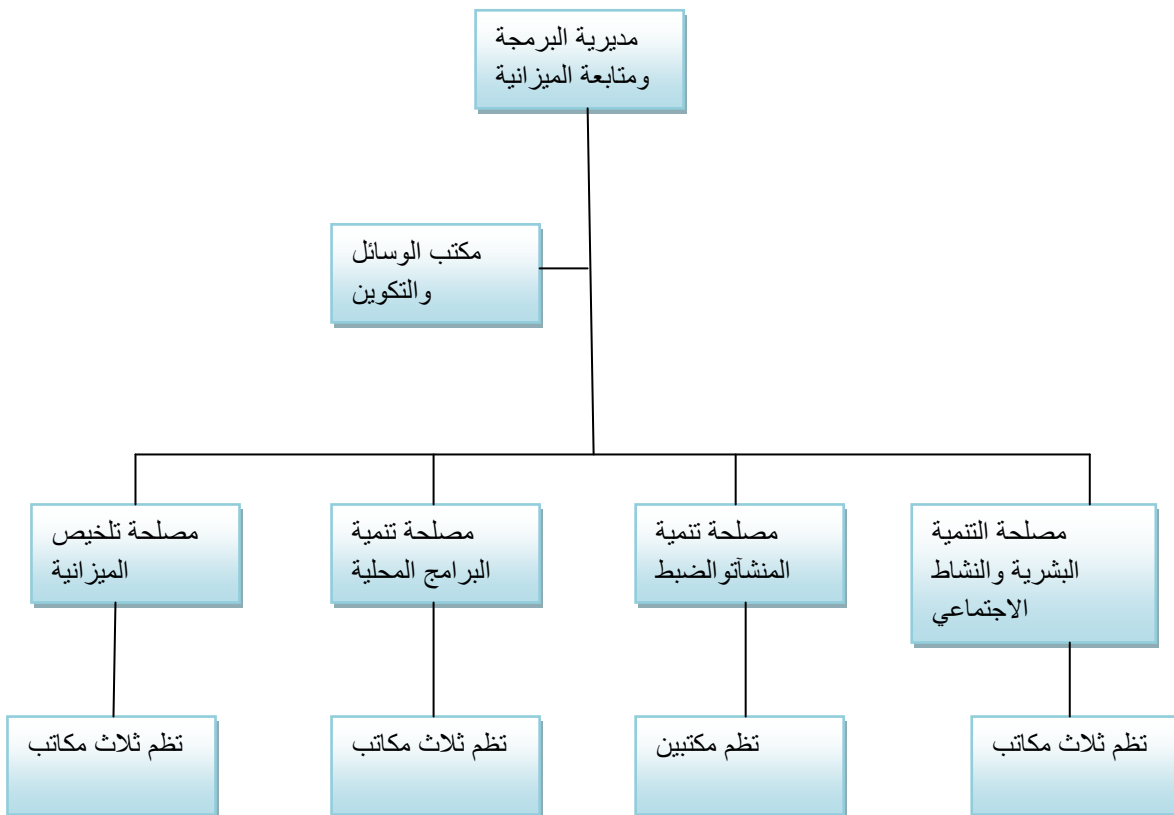 مديرية البرمجة
ومتابعة الميزانية
مكتب الوسائل
والتكوين
مصلحة التنمية
البشرية والنشاط
الاجتماعي
مصلحة تنمية
المنشآتوالضبط
مصلحة تنمية
البرامج المحلية
مصلحة تلخيص
الميزانية
تظم ثلاث مكاتب
تظم مكتبين
تظم ثلاث مكاتب
تظم ثلاث مكاتب